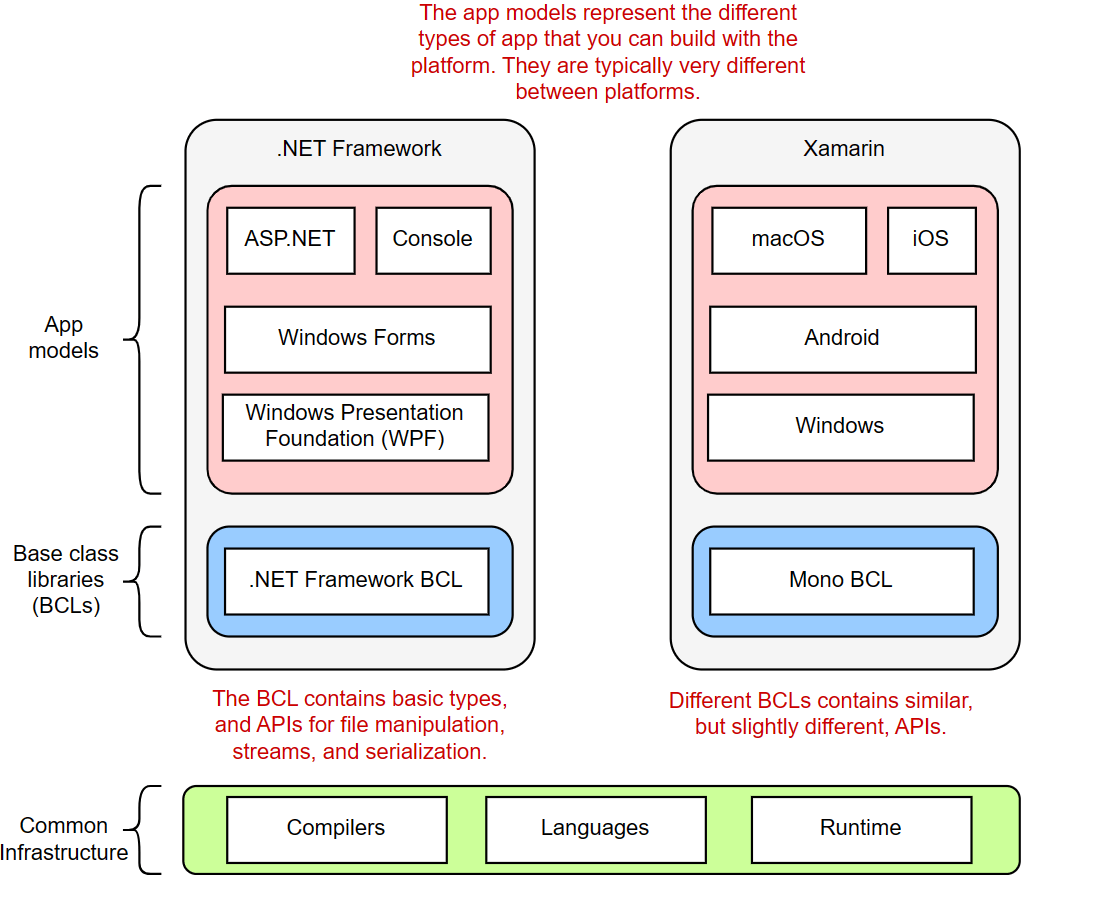 The app models represent the different
types of app that you can build with the
platform. They are typically very different
between platforms.
.NET Framework
Xamarin
App
models
ASP.NET
Console
Windows Forms
Windows Presentation
Foundation (WPF)
macOS
iOS
Android
Windows
Base class
libraries
(BCLs)
.NET Framework BCL
Mono BCL
The BCL contains basic types,
and APIs for file manipulation,
streams, and serialization.
Different BCLs contains similar,
but slightly different, APIs.
Common
Infrastructure
Compilers
Languages
Runtime